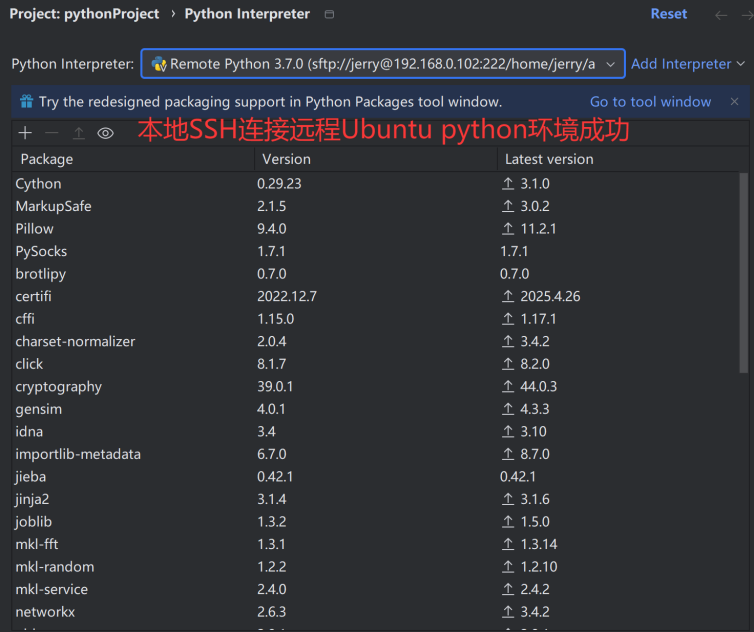 Project: pythonProject › Python Interpreter Reset
Python Interpreter: Remote Python 3.7.0 (sftp://jerry@192.168.0.102:222/home/jerry/a Add Interpreter
Try the redesigned packaging support in Python Packages tool window. Go to tool window
本地SSH连接远程Ubuntu python环境成功
Package Version Latest version
Cython 0.29.23 3.1.0
MarkupSafe 2.1.5 3.0.2
Pillow 9.4.0 11.2.1
PySocks 1.7.1 1.7.1
brotlipy 0.7.0 0.7.0
certifi 2022.12.7 2025.4.26
cffi 1.15.0 1.17.1
charset-normalizer 2.0.4 3.4.2
click 8.1.7 8.2.0
cryptography 39.0.1 44.0.3
gensim 4.0.1 4.3.3
idna 3.4 3.10
importlib-metadata 6.7.0 8.7.0
jieba 0.42.1 0.42.1
jinja2 3.1.4 3.1.6
joblib 1.3.2 1.5.0
mkl-fft 1.3.1 1.3.14
mkl-random 1.2.2 1.2.10
mkl-service 2.4.0 2.4.2
networkx 2.6.3 3.4.2